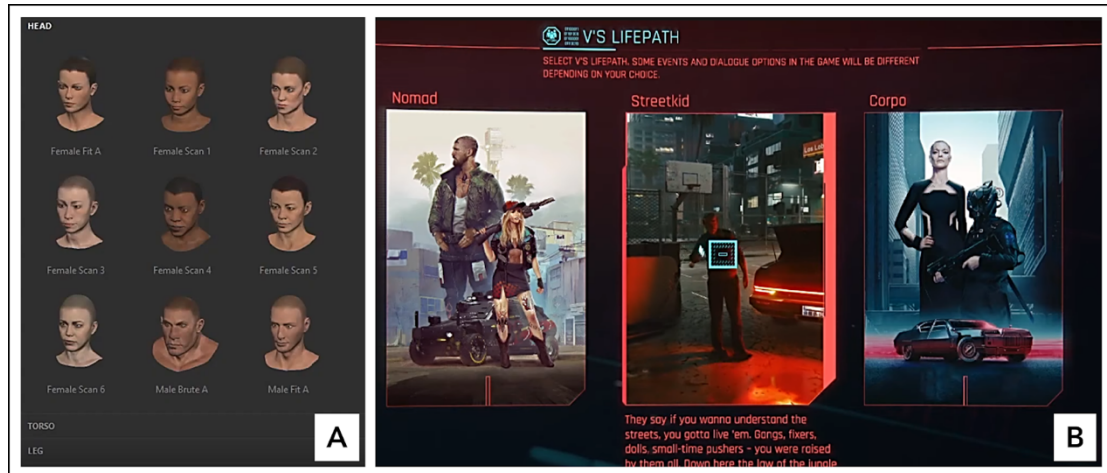 HEAD
Female Fit A
Female Scan 1
Female Scan 2
Female Scan 3
Female Scan 4
Female Scan 5
Female Scan 6
Male Brute A
Male Fit A
TORSO
LEG
A
V'S LIFEPATH
SELECT V'S LIFEPATH. SOME EVENTS AND DIALOGUE OPTIONS IN THE GAME WILL BE DIFFERENT
DEPENDING ON YOUR CHOICE.
Nomad
Streetkid
Corpo
They say if you wanna understand the
streets, you gotta live 'em. Gangs, fixers,
dolls, small-time pushers – you were raised
by them all. Down here the law of the jungle
B